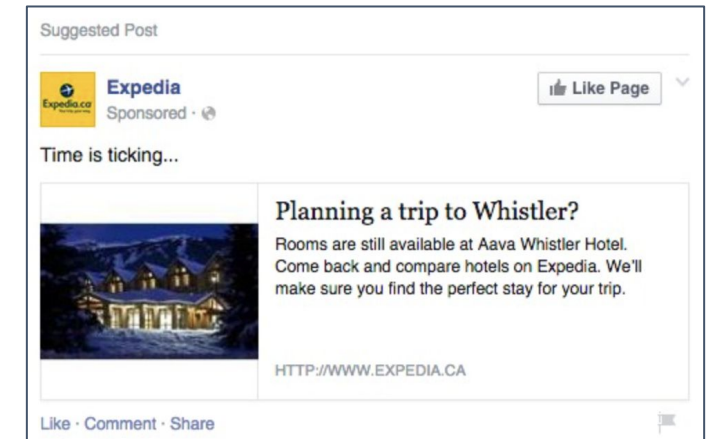 Suggested Post
Expedia
Expedia.ca
Like Page
Sponsored ·
Time is ticking...
Planning a trip to Whistler?
Rooms are still available at Aava Whistler Hotel.
Come back and compare hotels on Expedia. We'll
make sure you find the perfect stay for your trip.
HTTP://WWW.EXPEDIA.CA
Like · Comment · Share